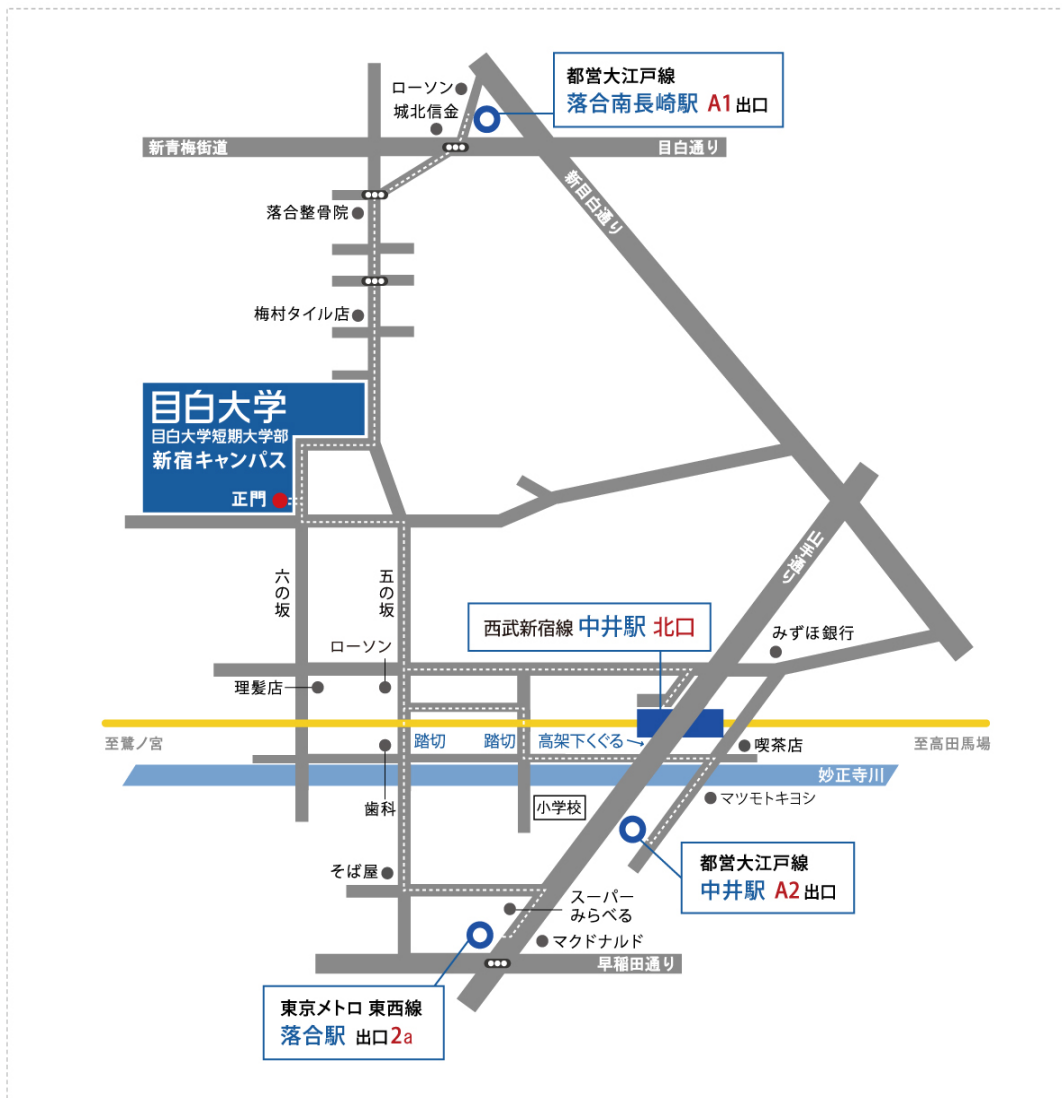 都営大江戸線
落合南長崎駅 A1出口
ローソン
城北信金
新青梅街道
目白通り
新目白通り
落合整骨院
梅村タイル店
目白大学
目白大学短期大学部
新宿キャンパス
正門
山手通り
六の坂
五の坂
西武新宿線 中井駅 北口
みずほ銀行
ローソン
理髪店
至鷺ノ宮
踏切
踏切
高架下くぐる→
喫茶店
至高田馬場
妙正寺川
歯科
小学校
マツモトキヨシ
都営大江戸線
中井駅 A2出口
そば屋
スーパー
みらべる
マクドナルド
早稲田通り
東京メトロ 東西線
落合駅 出口2a